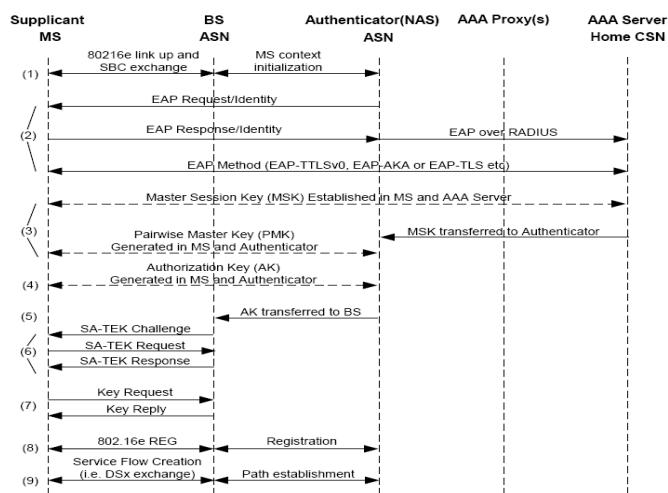 Supplicant
MS
BS
ASN
Authenticator(NAS)
ASN
AAA Proxy(s)
AAA Server
Home CSN
(1)
80216e link up and
SBC exchange
MS context
initialization
(2)
EAP Request/Identity
EAP Response/Identity
EAP over RADIUS
EAP Method (EAP-TTLSv0, EAP-AKA or EAP-TLS etc)
(3)
Master Session Key (MSK) Established in MS and AAA Server
MSK transferred to Authenticator
Pairwise Master Key (PMK)
Generated in MS and Authenticator
(4)
Authorization Key (AK)
Generated in MS and Authenticator
(5)
AK transferred to BS
(6)
SA-TEK Challenge
SA-TEK Request
SA-TEK Response
(7)
Key Request
Key Reply
(8)
802.16e REG
Registration
(9)
Service Flow Creation
(i.e. DSx exchange)
Path establishment